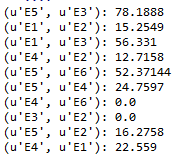 (u'E5', u'E3'): 78.1888
(u'E1', u'E2'): 15.2549
(u'E1', u'E3'): 56.331
(u'E4', u'E2'): 12.7158
(u'E5', u'E6'): 52.37144
(u'E5', u'E4'): 24.7597
(u'E4', u'E6'): 0.0
(u'E3', u'E2'): 0.0
(u'E5', u'E2'): 16.2758
(u'E4', u'E1'): 22.559